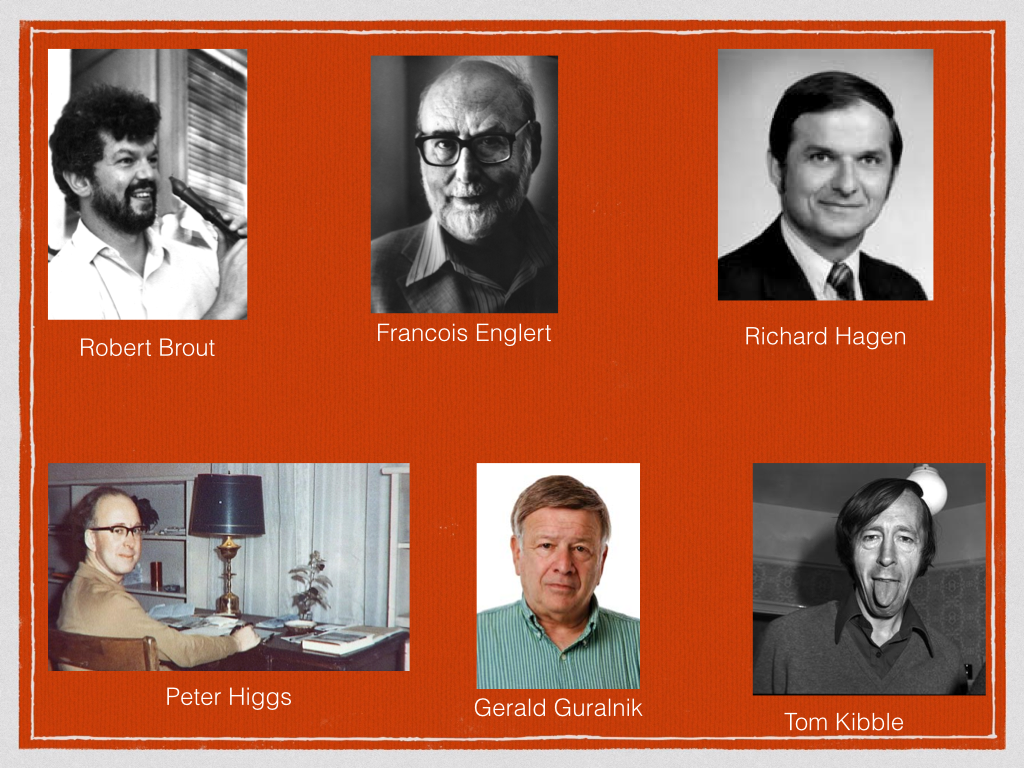 Robert Brout
Francois Englert
Richard Hagen
Peter Higgs
Gerald Guralnik
Tom Kibble